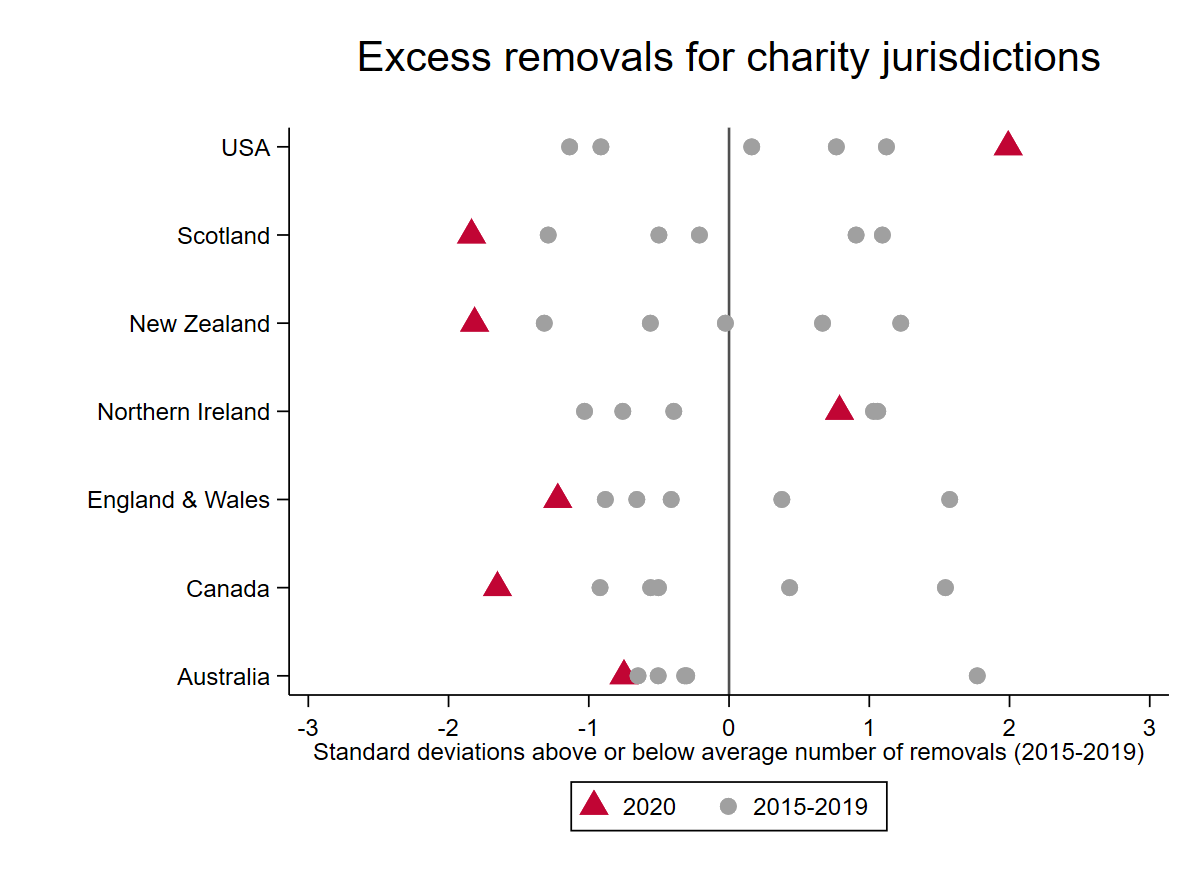 Excess removals for charity jurisdictions
USA
Scotland
New Zealand
Northern Ireland
England & Wales
Canada
Australia
-3 -2 -1 0 1 2 3
Standard deviations above or below average number of removals (2015-2019)
2020 2015-2019